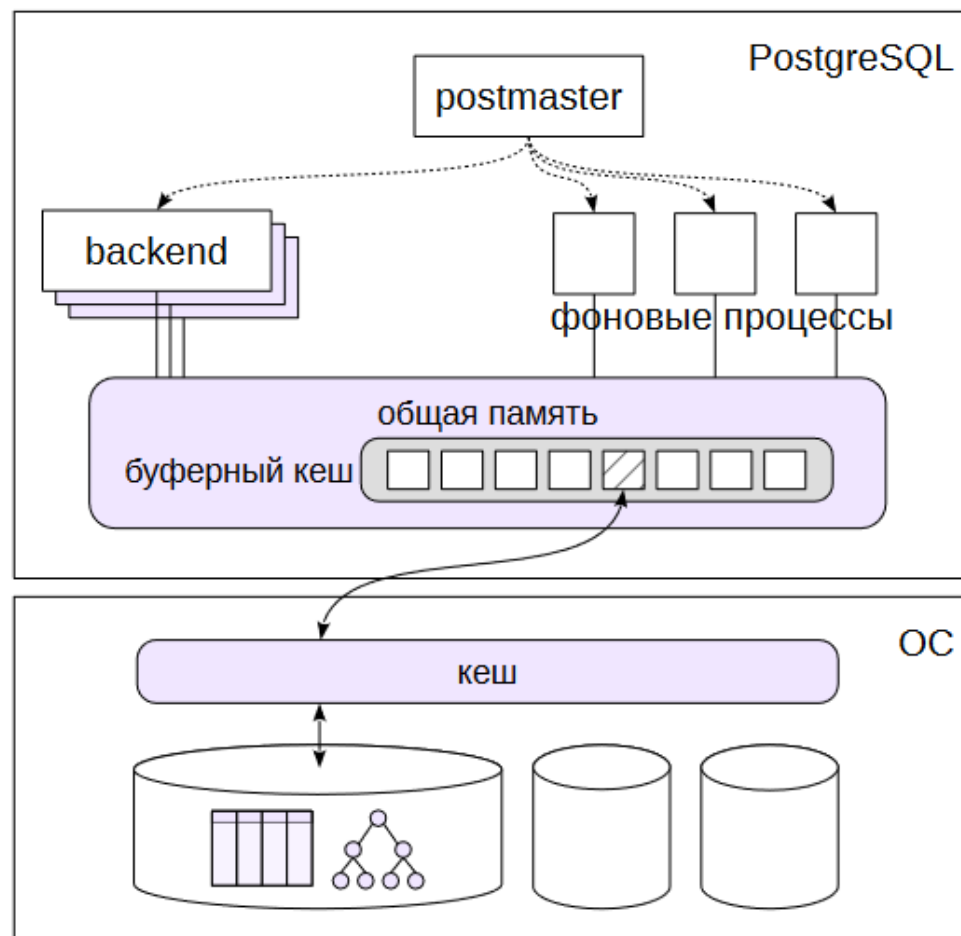 PostgreSQL
postmaster
backend
фоновые процессы
общая память
буферный кеш
ОС
кеш